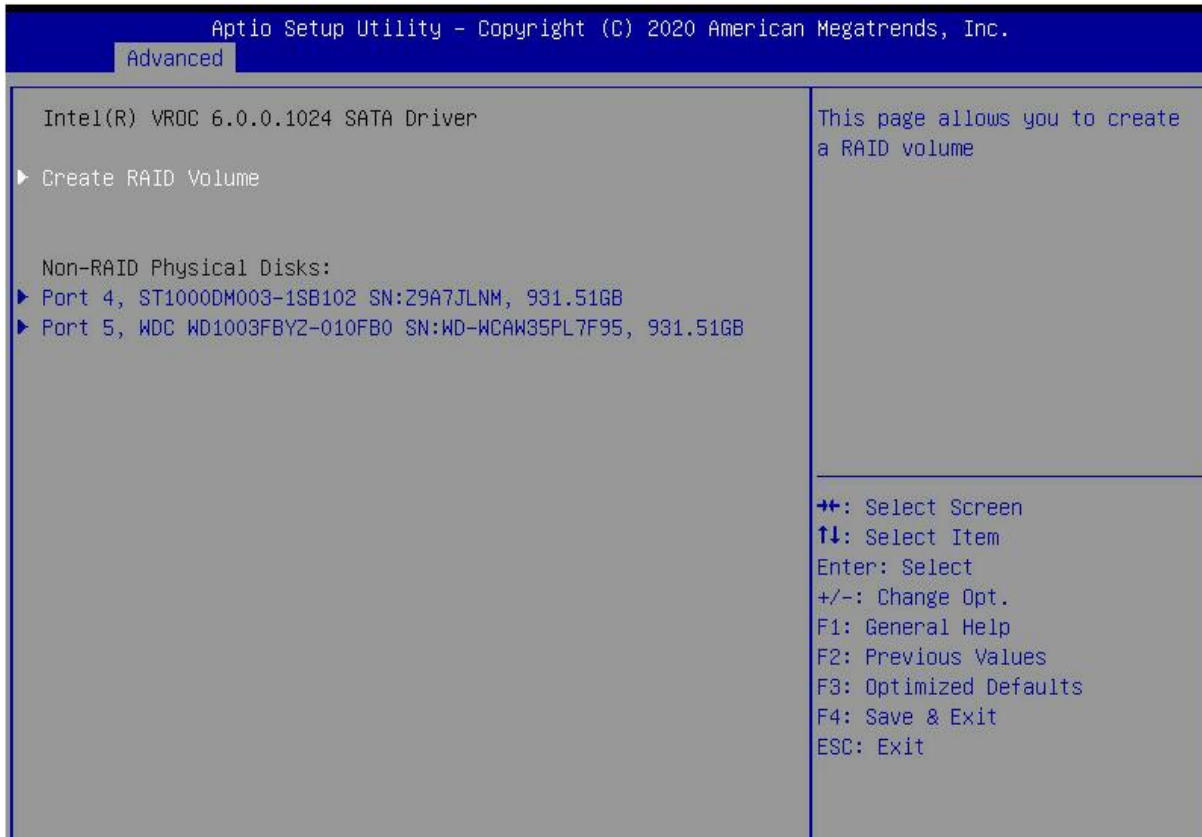 Aptio Setup Utility – Copyright (C) 2020 American Megatrends, Inc.
Advanced
Intel(R) VROC 6.0.0.1024 SATA Driver
Create RAID Volume
Non-RAID Physical Disks:
Port 4, ST1000DM003-1SB102 SN:Z9A7JLNM, 931.51GB
Port 5, WDC WD1003FBYZ-010FB0 SN:WD-WCAW35PL7F95, 931.51GB
This page allows you to create
a RAID volume
→←: Select Screen
↑↓: Select Item
Enter: Select
+/-: Change Opt.
F1: General Help
F2: Previous Values
F3: Optimized Defaults
F4: Save & Exit
ESC: Exit